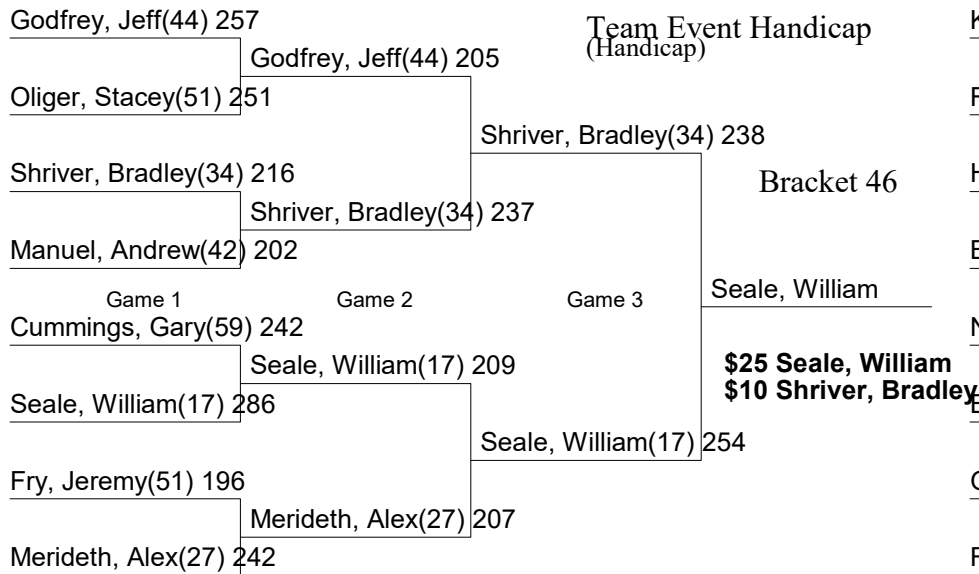 Godfrey, Jeff(44) 257
Team Event Handicap
(Handicap)
Godfrey, Jeff(44) 205
Oliger, Stacey(51) 251
Shriver, Bradley(34) 238
Shriver, Bradley(34) 216
Bracket 46
Shriver, Bradley(34) 237
Manuel, Andrew(42) 202
Game 1
Game 2
Game 3
Seale, William
Cummings, Gary(59) 242
Seale, William(17) 209
$25 Seale, William
$10 Shriver, Bradley
Seale, William(17) 286
Seale, William(17) 254
Fry, Jeremy(51) 196
Merideth, Alex(27) 207
Merideth, Alex(27) 242